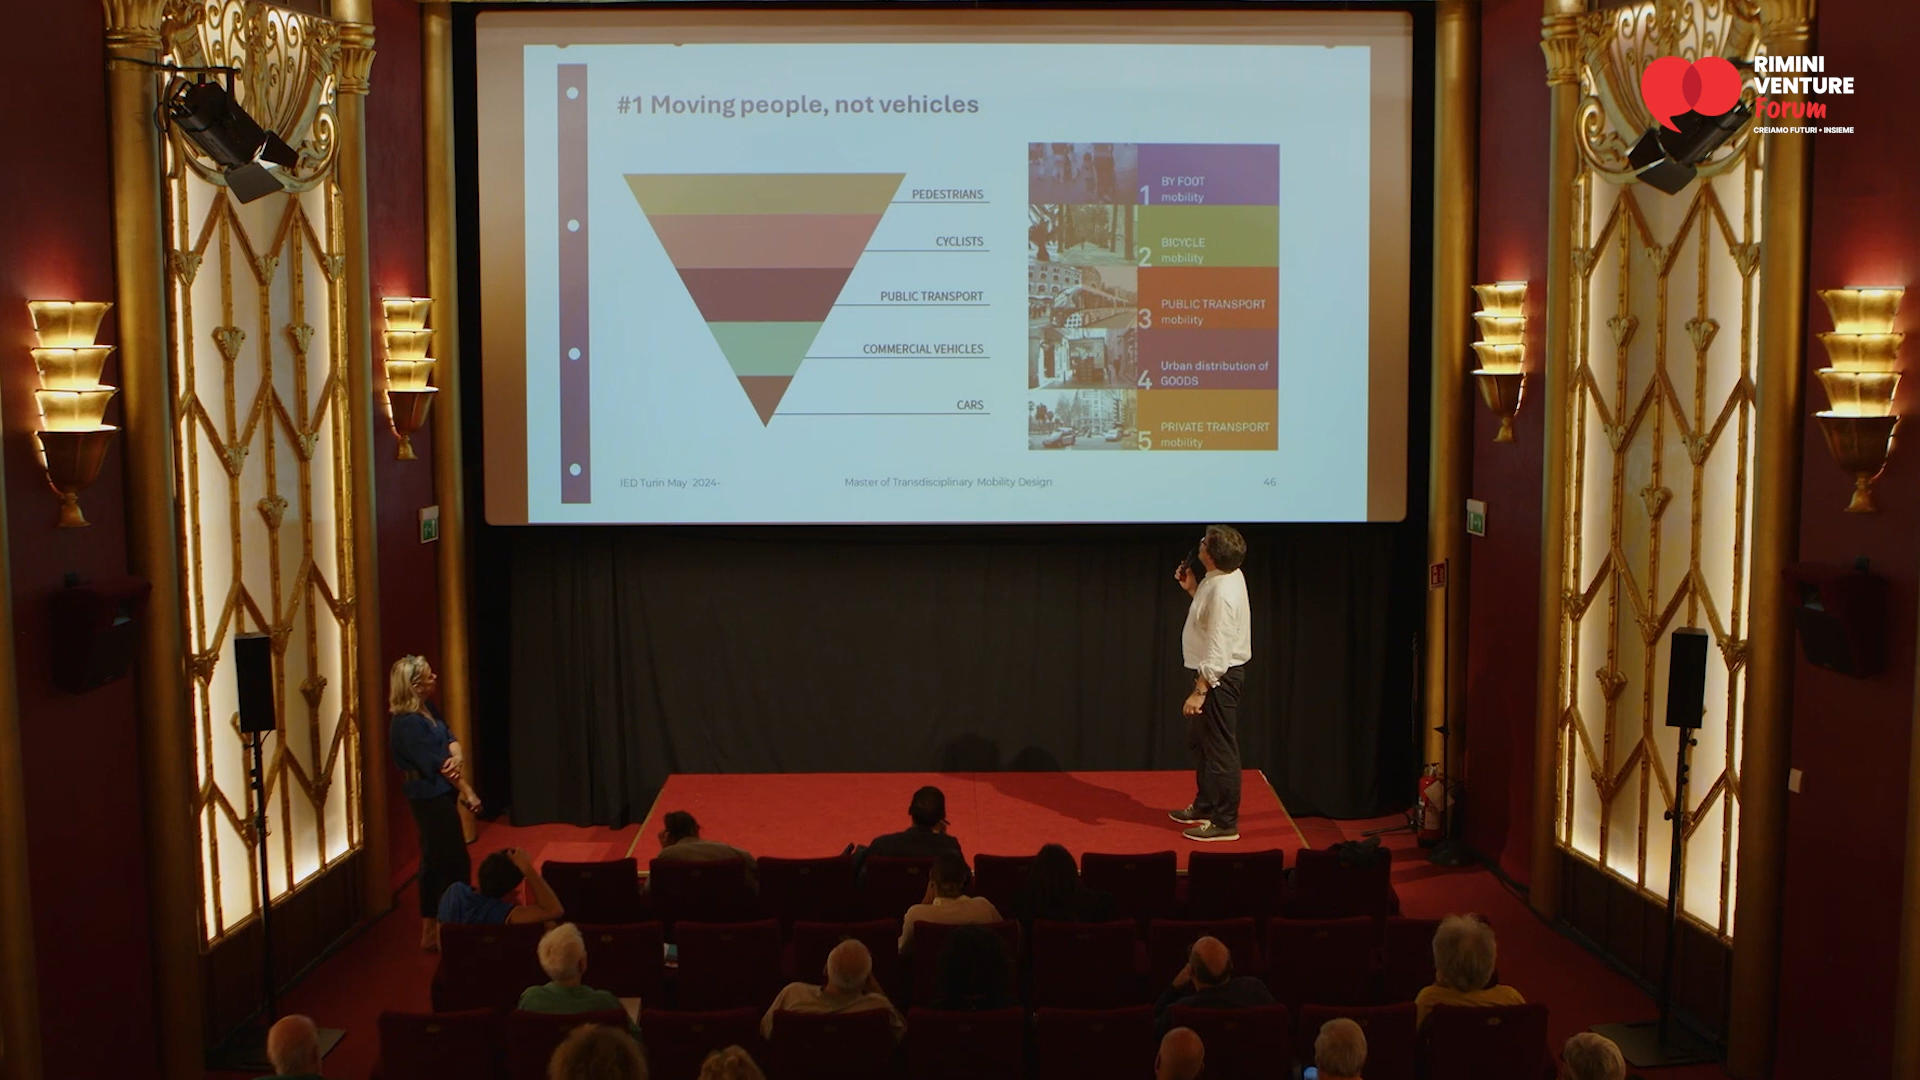 RIMINI
VENTURE
Forum
CREIAMO FUTURI • INSIEME
#1 Moving people, not vehicles
PEDESTRIANS
CYCLISTS
PUBLIC TRANSPORT
COMMERCIAL VEHICLES
CARS
1 BY FOOT
mobility
2 BICYCLE
mobility
3 PUBLIC TRANSPORT
mobility
4 Urban distribution of
GOODS
5 PRIVATE TRANSPORT
mobility
IED Turin May 2024-
Master of Transdisciplinary Mobility Design
46